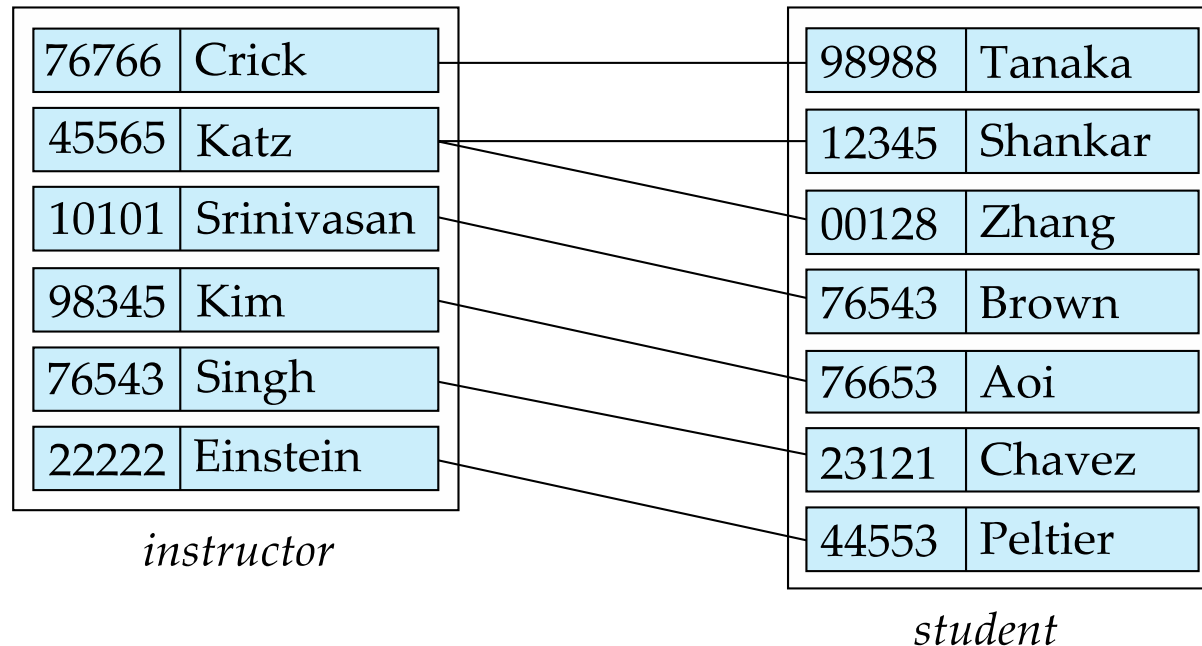 76766 Crick
45565 Katz
10101 Srinivasan
98345 Kim
76543 Singh
22222 Einstein
instructor
98988 Tanaka
12345 Shankar
00128 Zhang
76543 Brown
76653 Aoi
23121 Chavez
44553 Peltier
student